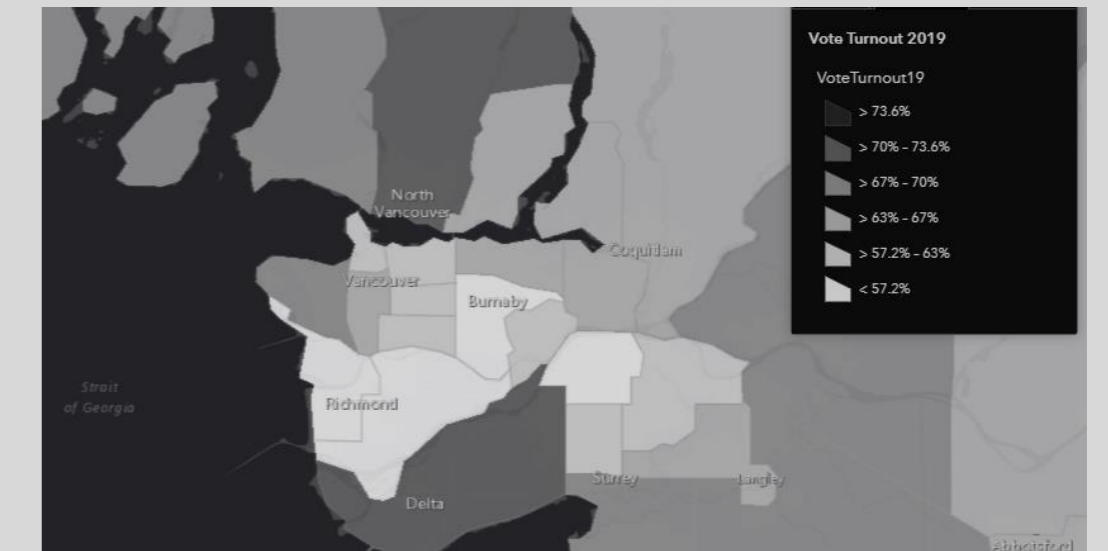 Vote Turnout 2019
VoteTurnout19
> 73.6%
> 70% - 73.6%
> 67% - 70%
> 63% - 67%
> 57.2% - 63%
< 57.2%
North
Vancouver
Coquitlam
Vancouver
Burnaby
Strait
of Georgia
Richmond
Surrey
Langley
Delta
Abbotsford